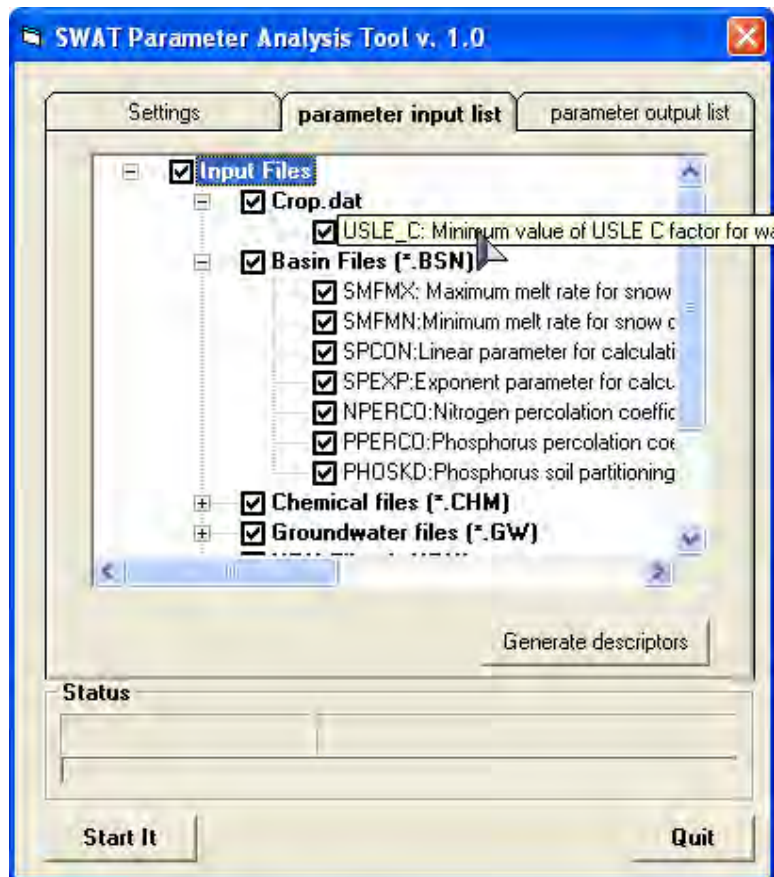 SWAT Parameter Analysis Tool v. 1.0
Settings
parameter input list
parameter output list
Input Files
Crop.dat
USLE_C: Minimum value of USLE C factor for wa
Basin Files (*.BSN)
SMFMX: Maximum melt rate for snow
SMFMN:Minimum melt rate for snow
SPCON:Linear parameter for calculati
SPEXP:Exponent parameter for calcu
NPERCO:Nitrogen percolation coeffic
PPERCO:Phosphorus percolation coe
PHOSKD:Phosphorus soil partitioning
Chemical files (*.CHM)
Groundwater files (*.GW)
Generate descriptors
Status
Start It
Quit